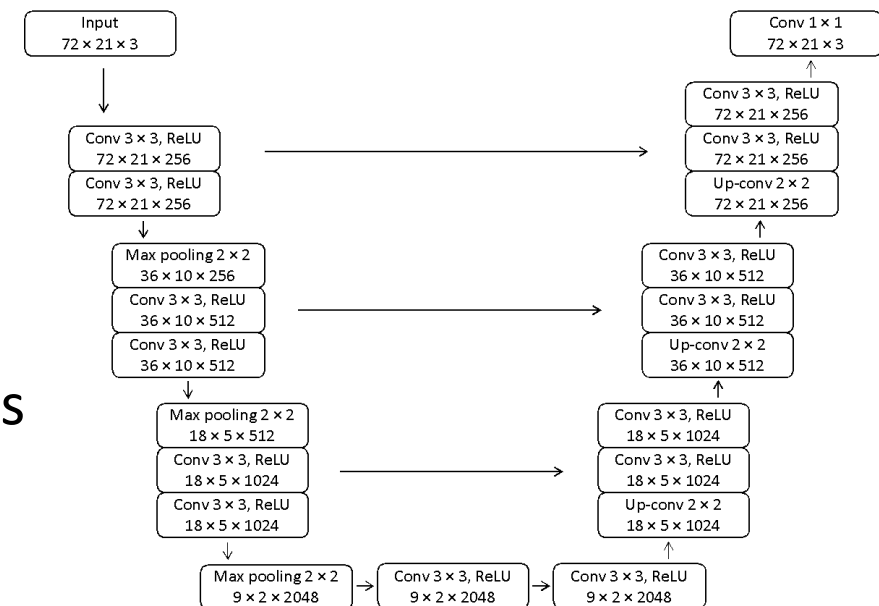 Input
72 × 21 × 3
Conv 3 × 3, ReLU
72 × 21 × 256
Conv 3 × 3, ReLU
72 × 21 × 256
Max pooling 2 × 2
36 × 10 × 256
Conv 3 × 3, ReLU
36 × 10 × 512
Conv 3 × 3, ReLU
36 × 10 × 512
s
Max pooling 2 × 2
18 × 5 × 512
Conv 3 × 3, ReLU
18 × 5 × 1024
Conv 3 × 3, ReLU
18 × 5 × 1024
Max pooling 2 × 2
9 × 2 × 2048
Conv 3 × 3, ReLU
9 × 2 × 2048
Conv 3 × 3, ReLU
9 × 2 × 2048
Conv 3 × 3, ReLU
18 × 5 × 1024
Conv 3 × 3, ReLU
18 × 5 × 1024
Up-conv 2 × 2
18 × 5 × 1024
Conv 3 × 3, ReLU
36 × 10 × 512
Conv 3 × 3, ReLU
36 × 10 × 512
Up-conv 2 × 2
36 × 10 × 512
Conv 3 × 3, ReLU
72 × 21 × 256
Conv 3 × 3, ReLU
72 × 21 × 256
Up-conv 2 × 2
72 × 21 × 256
Conv 1 × 1
72 × 21 × 3